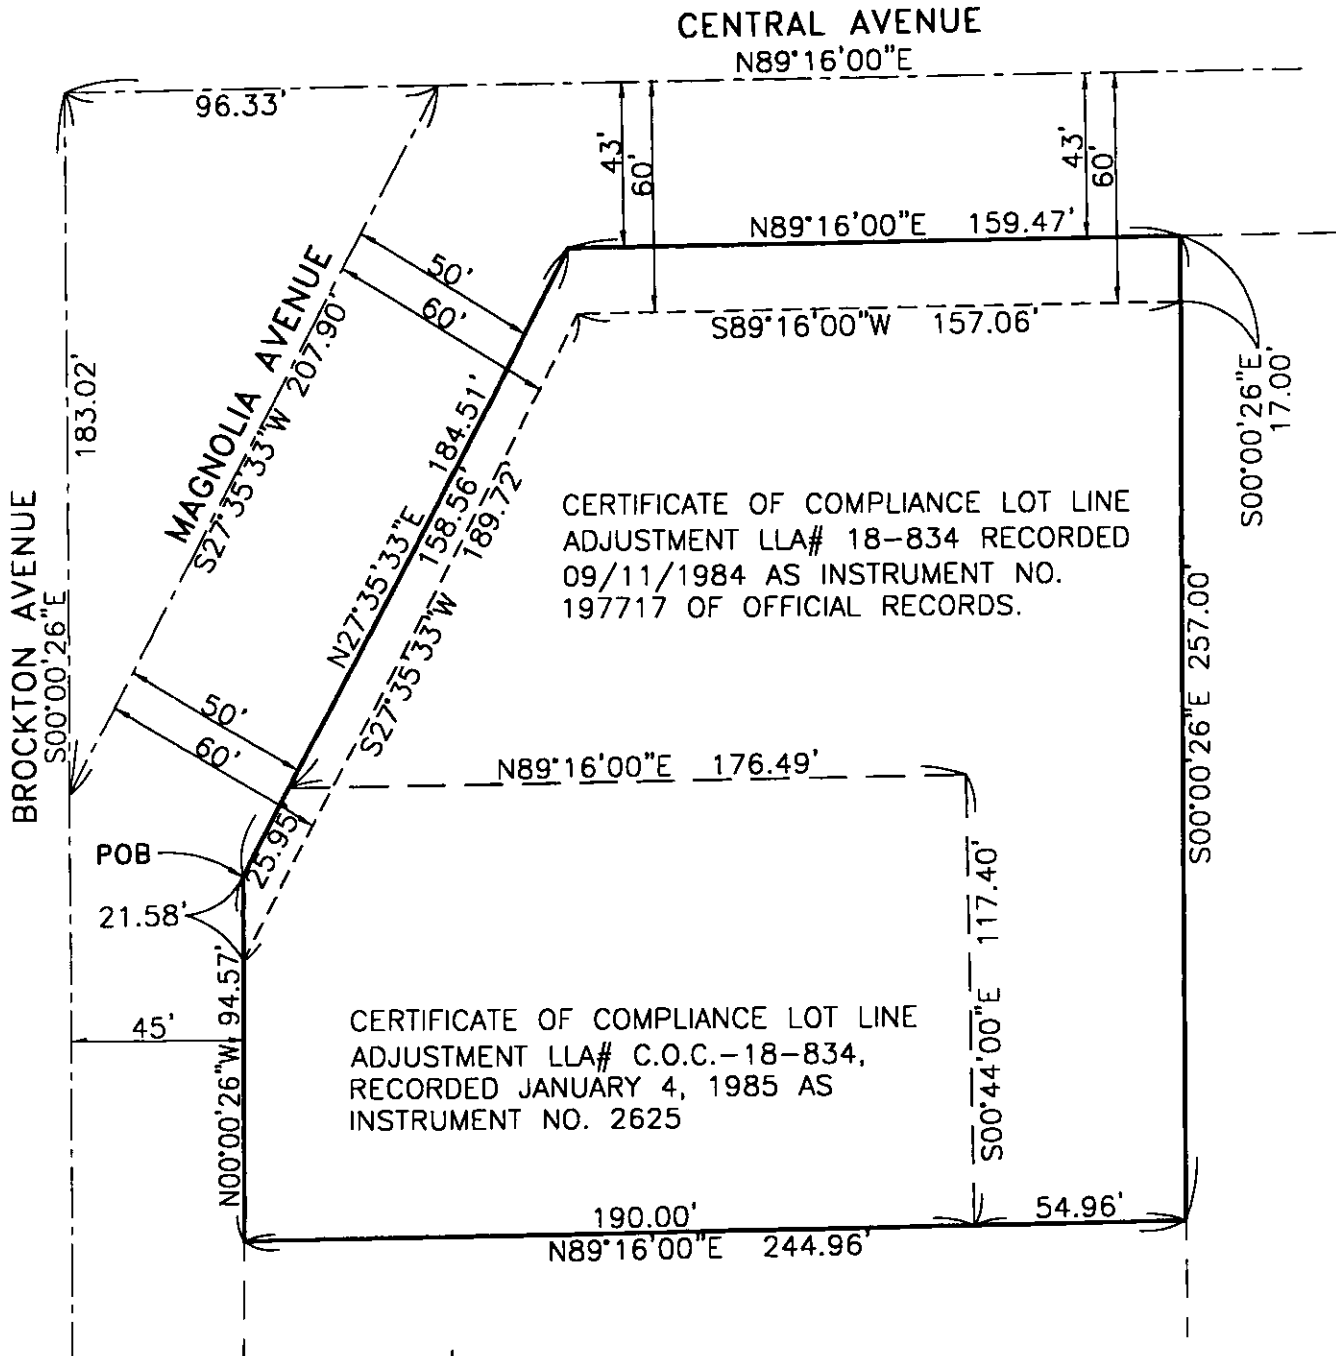 CENTRAL AVENUE
N89°16'00"E
96.33'
43'
60'
43'
60'
N89°16'00"E 159.47'
50'
60'
S89°16'00"W 157.06'
S00°00'26"E
17.00'
MAGNOLIA AVENUE
S27°35'33"W 207.90'
183.02'
BROCKTON AVENUE
S00°00'26"E
184.51'
N27°35'33"E 158.56'
S27°35'33"W 189.72'
CERTIFICATE OF COMPLIANCE LOT LINE
ADJUSTMENT LLA# 18-834 RECORDED
09/11/1984 AS INSTRUMENT NO.
197717 OF OFFICIAL RECORDS.
S00°00'26"E 257.00'
50'
60'
N89°16'00"E 176.49'
25.95'
POB
21.58'
S00°44'00"E 117.40'
45'
N00°00'26"W 94.57'
CERTIFICATE OF COMPLIANCE LOT LINE
ADJUSTMENT LLA# C.O.C.-18-834,
RECORDED JANUARY 4, 1985 AS
INSTRUMENT NO. 2625
190.00'
54.96'
N89°16'00"E 244.96'